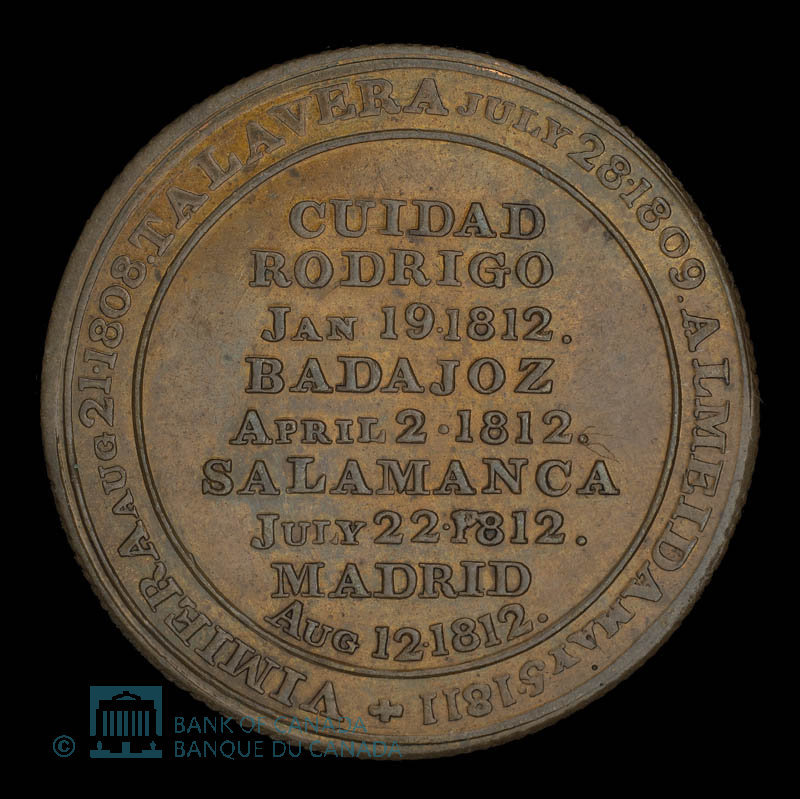 VIMIERA AUG 21·1808. TALAVERA JULY 28·1809. ALMEIDA MAY 5·1811 +
CUIDAD
RODRIGO
JAN 19·1812.
BADAJOZ
APRIL 2·1812.
SALAMANCA
JULY 22·1812.
MADRID
AUG 12·1812.
© BANK OF CANADA
BANQUE DU CANADA